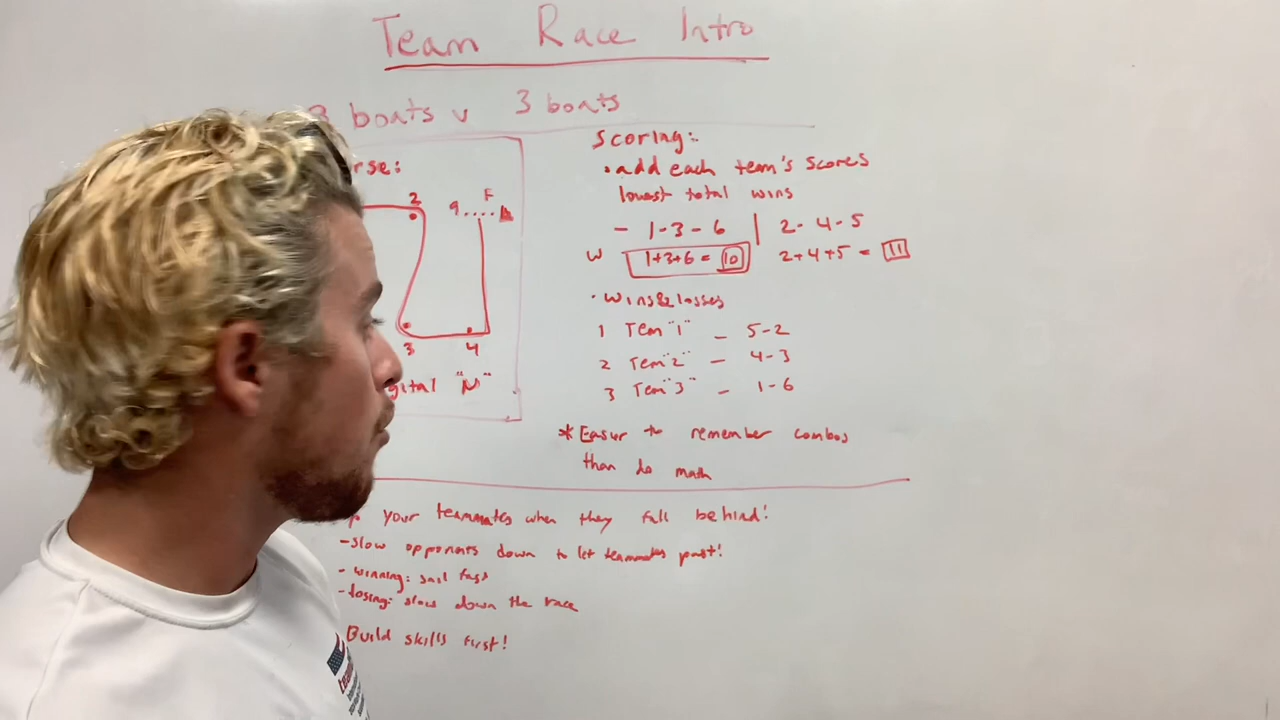 Team Race Intro
3 boats v 3 boats
rse:
2
9.... F
3 4
gital "N"
Scoring:
• add each team's scores
lowest total wins
- 1-3-6 | 2-4-5
W 1+3+6 = 10 2+4+5 = 11
• wins&losses
1 Tem "1" - 5-2
2 Tem "2" - 4-3
3 Tem "3" - 1-6
* Easier to remember combos
than do math
p your teammates when they fall behind!
-Slow opponents down to let teammates past!
- winning: sail fast
- losing: slow down the race
Build skills first!